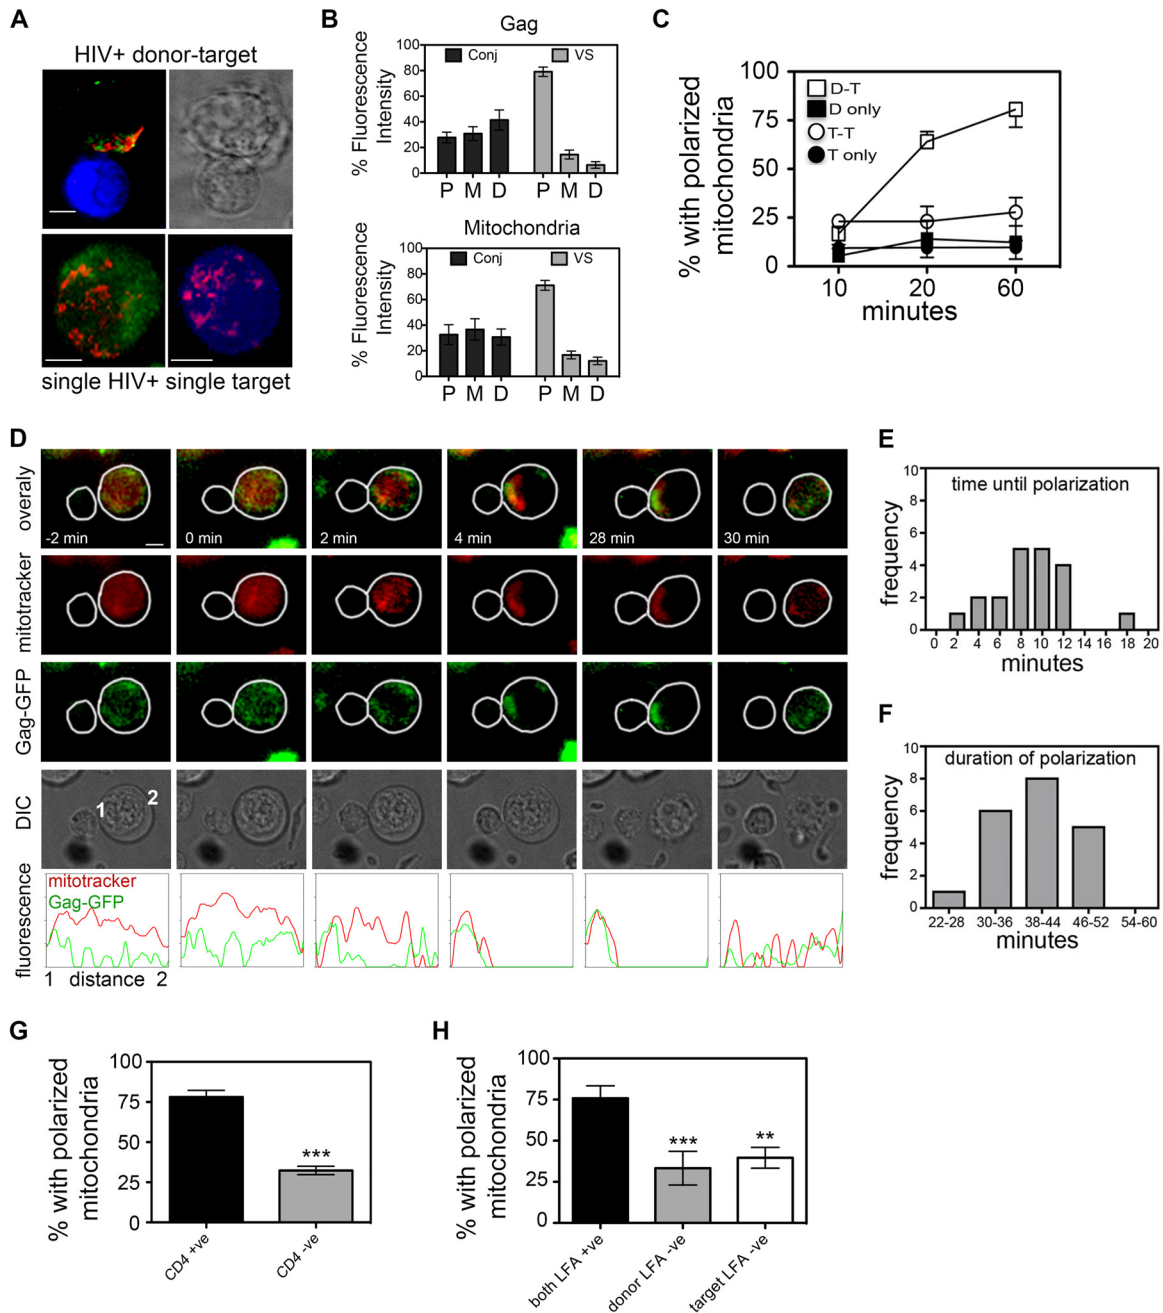 A
HIV+ donor-target
single HIV+ single target
B
Gag
% Fluorescence
Intensity
100
80
60
40
20
0
Conj
VS
P M D P M D
Mitochondria
% Fluorescence
Intensity
100
80
60
40
20
0
Conj
VS
P M D P M D
C
% with polarized
mitochondria
100
75
50
25
0
D-T
D only
T-T
T only
10 20 60
minutes
D
overaly
-2 min
0 min
2 min
4 min
28 min
30 min
mitotracker
Gag-GFP
DIC
1 2
fluorescence
mitotracker
Gag-GFP
1 distance 2
E
time until polarization
frequency
10
8
6
4
2
0
0 2 4 6 8 10 12 14 16 18 20
minutes
F
duration of polarization
frequency
10
8
6
4
2
0
22-28 30-36 38-44 46-52 54-60
minutes
G
% with polarized
mitochondria
100
75
50
25
0
***
CD4 +ve
CD4 -ve
H
% with polarized
mitochondria
100
75
50
25
0
***
**
both LFA +ve
donor LFA -ve
target LFA -ve